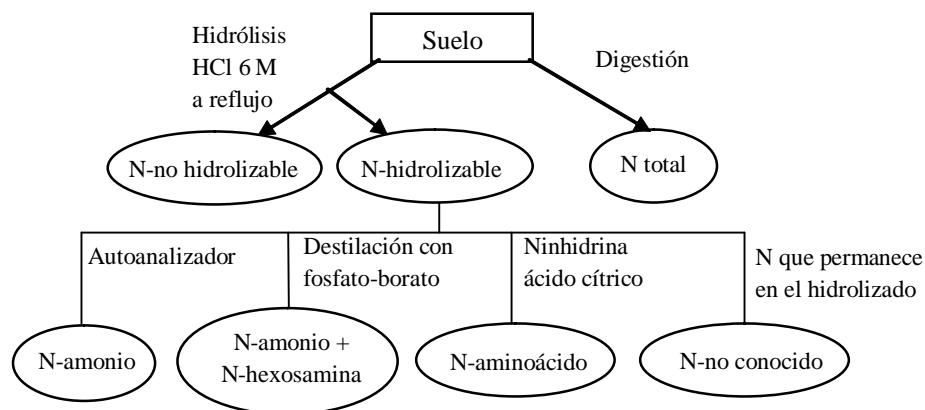 Hidrólisis
HCl 6 M
a reflujo
Suelo
Digestión
N-no hidrolizable
N-hidrolizable
N total
Autoanalizador
Destilación con
fosfato-borato
Ninhidrina
ácido cítrico
N que permanece
en el hidrolizado
N-amonio
N-amonio +
N-hexosamina
N-aminoácido
N-no conocido